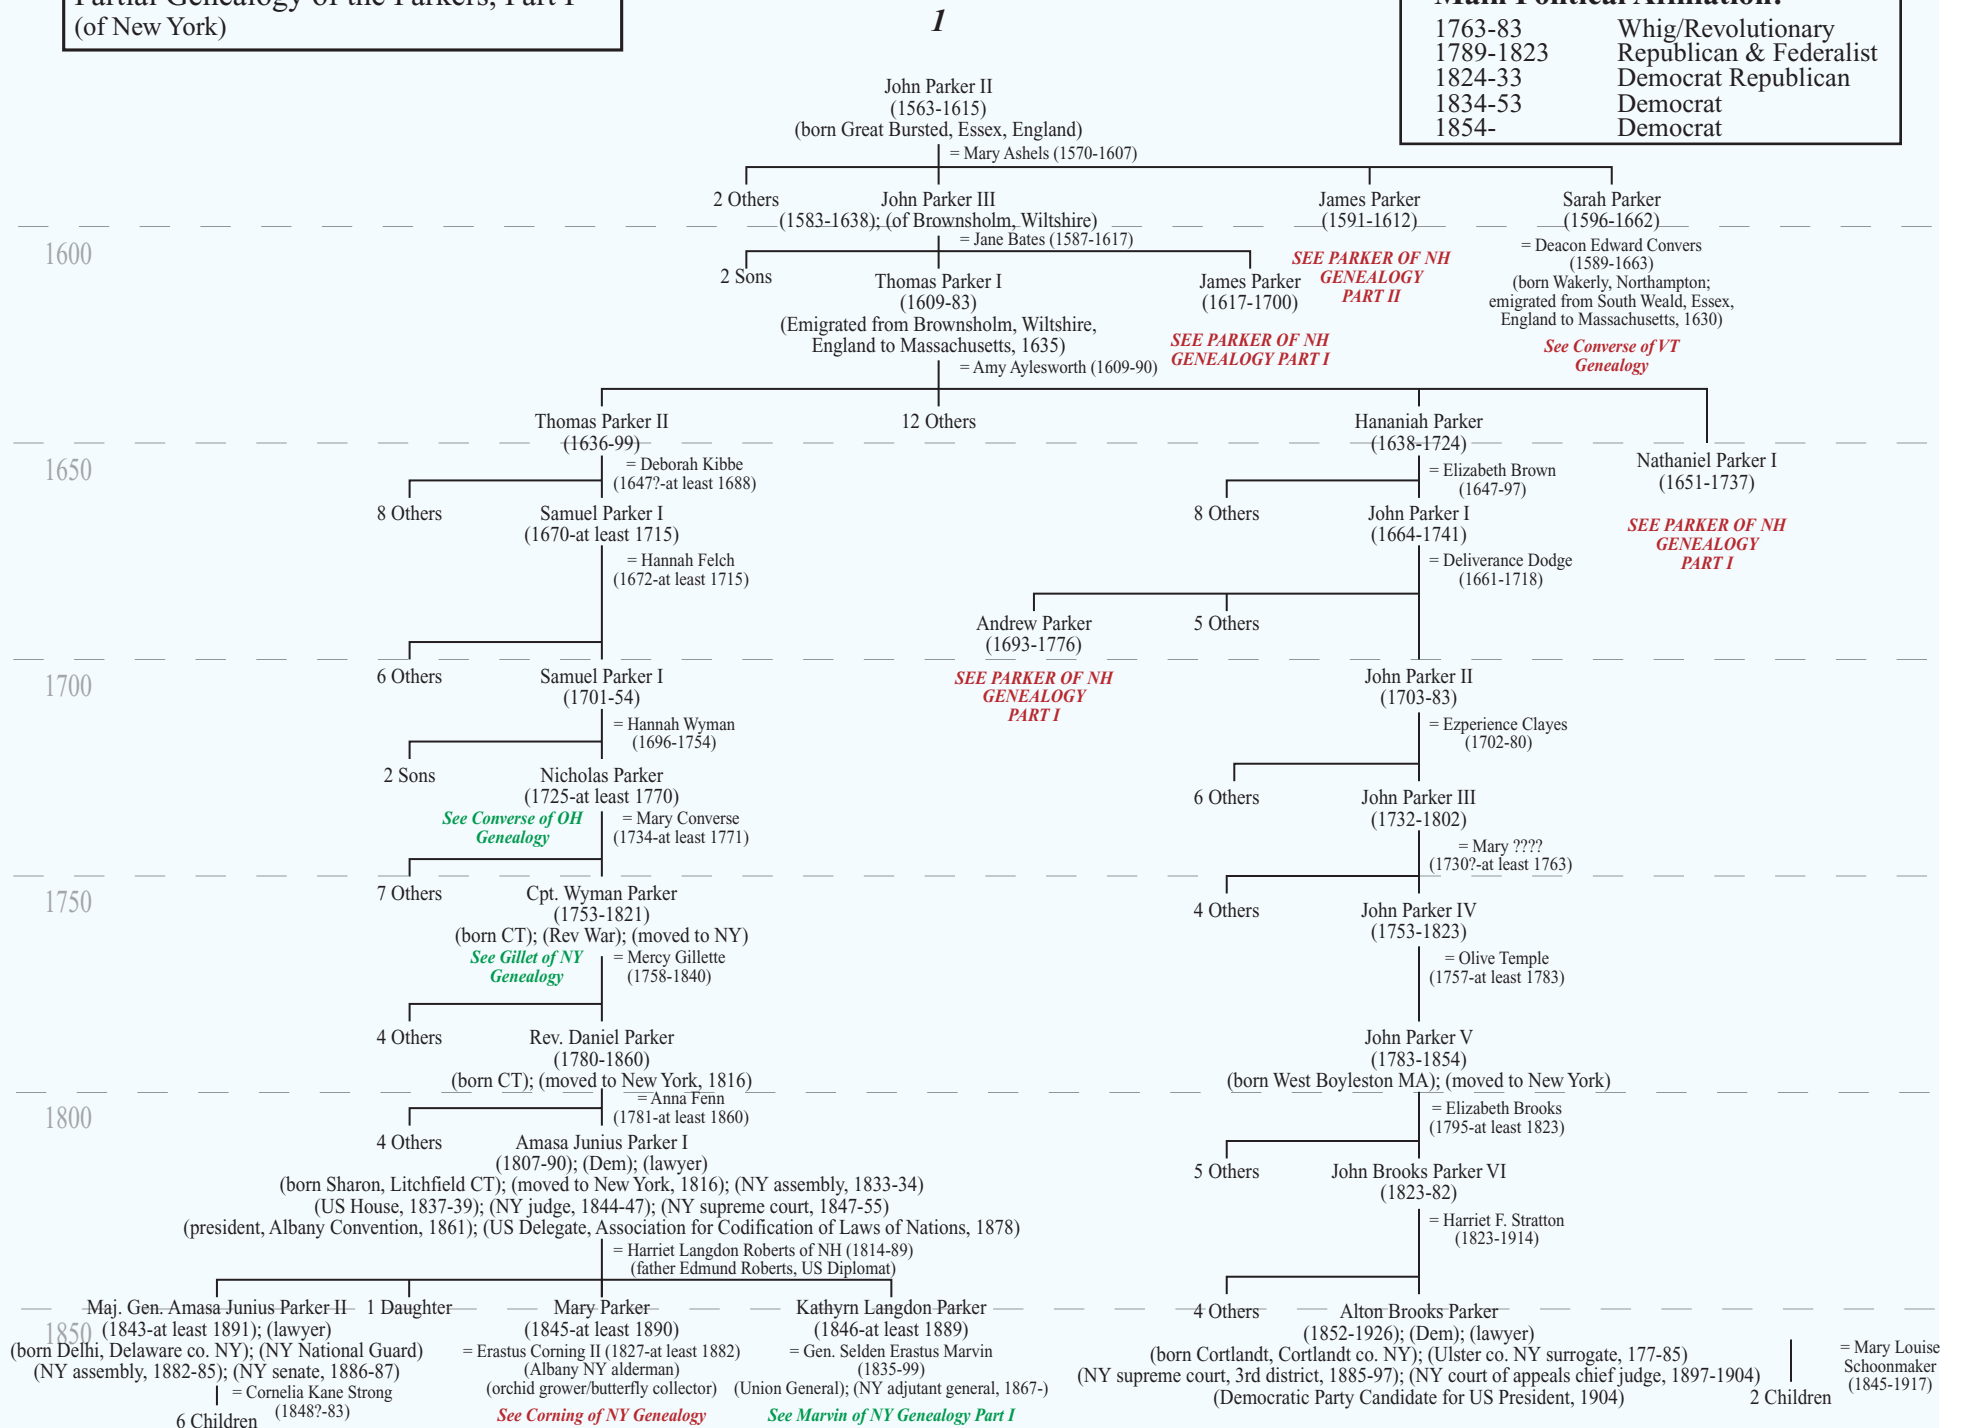 Partial Genealogy of the Parkers, Part I
(of New York)
1
Main Political Affiliation:
1763-83 Whig/Revolutionary
1789-1823 Republican & Federalist
1824-33 Democrat Republican
1834-53 Democrat
1854- Democrat
John Parker II
(1563-1615)
(born Great Bursted, Essex, England)
= Mary Ashels (1570-1607)
2 Others
John Parker III
(1583-1638); (of Brownsholm, Wiltshire)
= Jane Bates (1587-1617)
James Parker
(1591-1612)
SEE PARKER OF NH
GENEALOGY
PART II
Sarah Parker
(1596-1662)
= Deacon Edward Convers
(1589-1663)
(born Wakerly, Northampton;
emigrated from South Weald, Essex,
England to Massachusetts, 1630)
See Converse of VT
Genealogy
1600
2 Sons
Thomas Parker I
(1609-83)
(Emigrated from Brownsholm, Wiltshire,
England to Massachusetts, 1635)
= Amy Aylesworth (1609-90)
James Parker
(1617-1700)
SEE PARKER OF NH
GENEALOGY PART I
Thomas Parker II
(1636-99)
= Deborah Kibbe
(1647?-at least 1688)
12 Others
Hananiah Parker
(1638-1724)
= Elizabeth Brown
(1647-97)
Nathaniel Parker I
(1651-1737)
SEE PARKER OF NH
GENEALOGY
PART I
1650
8 Others
Samuel Parker I
(1670-at least 1715)
= Hannah Felch
(1672-at least 1715)
8 Others
John Parker I
(1664-1741)
= Deliverance Dodge
(1661-1718)
Andrew Parker
(1693-1776)
SEE PARKER OF NH
GENEALOGY
PART I
5 Others
1700
6 Others
Samuel Parker I
(1701-54)
= Hannah Wyman
(1696-1754)
John Parker II
(1703-83)
= Ezperience Clayes
(1702-80)
2 Sons
Nicholas Parker
(1725-at least 1770)
See Converse of OH
Genealogy
= Mary Converse
(1734-at least 1771)
6 Others
John Parker III
(1732-1802)
= Mary ????
(1730?-at least 1763)
1750
7 Others
Cpt. Wyman Parker
(1753-1821)
(born CT); (Rev War); (moved to NY)
See Gillet of NY
Genealogy
= Mercy Gillette
(1758-1840)
4 Others
John Parker IV
(1753-1823)
= Olive Temple
(1757-at least 1783)
4 Others
Rev. Daniel Parker
(1780-1860)
(born CT); (moved to New York, 1816)
= Anna Fenn
(1781-at least 1860)
John Parker V
(1783-1854)
(born West Boyleston MA); (moved to New York)
= Elizabeth Brooks
(1795-at least 1823)
1800
4 Others
Amasa Junius Parker I
(1807-90); (Dem); (lawyer)
(born Sharon, Litchfield CT); (moved to New York, 1816); (NY assembly, 1833-34)
(US House, 1837-39); (NY judge, 1844-47); (NY supreme court, 1847-55)
(president, Albany Convention, 1861); (US Delegate, Association for Codification of Laws of Nations, 1878)
= Harriet Langdon Roberts of NH (1814-89)
(father Edmund Roberts, US Diplomat)
5 Others
John Brooks Parker VI
(1823-82)
= Harriet F. Stratton
(1823-1914)
1850
Maj. Gen. Amasa Junius Parker II
(1843-at least 1891); (lawyer)
(born Delhi, Delaware co. NY); (NY National Guard)
(NY assembly, 1882-85); (NY senate, 1886-87)
= Cornelia Kane Strong
(1848?-83)
6 Children
1 Daughter
Mary Parker
(1845-at least 1890)
= Erastus Corning II (1827-at least 1882)
(Albany NY alderman)
(orchid grower/butterfly collector)
See Corning of NY Genealogy
Kathyrn Langdon Parker
(1846-at least 1889)
= Gen. Selden Erastus Marvin
(1835-99)
(Union General); (NY adjutant general, 1867-)
See Marvin of NY Genealogy Part I
4 Others
Alton Brooks Parker
(1852-1926); (Dem); (lawyer)
(born Cortlandt, Cortlandt co. NY); (Ulster co. NY surrogate, 177-85)
(NY supreme court, 3rd district, 1885-97); (NY court of appeals chief judge, 1897-1904)
(Democratic Party Candidate for US President, 1904)
= Mary Louise
Schoonmaker
(1845-1917)
2 Children